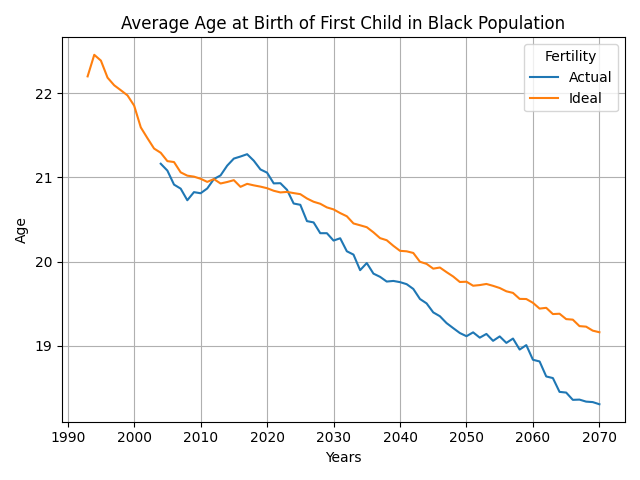 Average Age at Birth of First Child in Black Population
Fertility
Actual
Ideal
Age
22
21
20
19
1990 2000 2010 2020 2030 2040 2050 2060 2070
Years